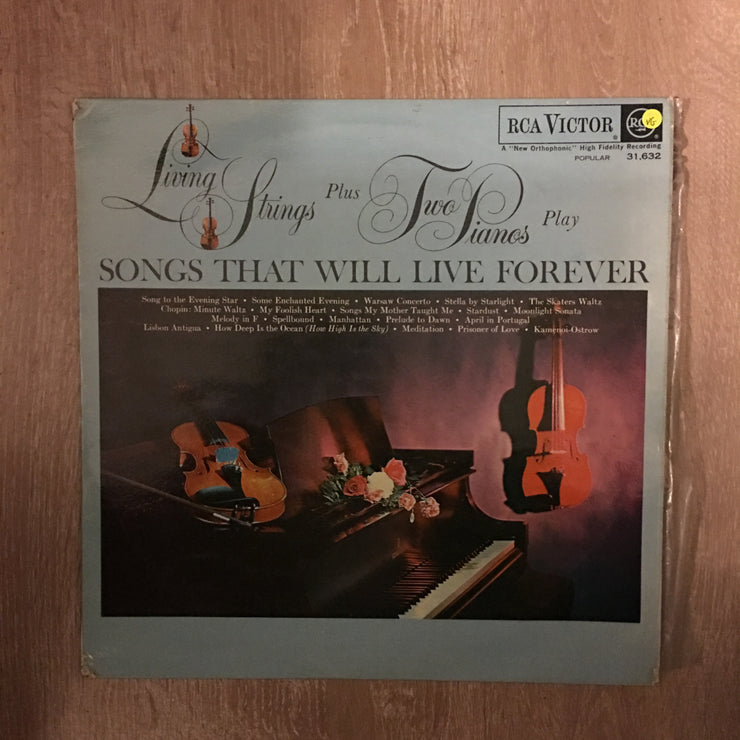 RCA VICTOR
RCA
VG
A "New Orthophonic" High Fidelity Recording
POPULAR 31,632
Living Strings Plus Two Pianos Play
SONGS THAT WILL LIVE FOREVER
Song to the Evening Star • Some Enchanted Evening • Warsaw Concerto • Stella by Starlight • The Skaters Waltz
Chopin: Minute Waltz • My Foolish Heart • Songs My Mother Taught Me • Stardust • Moonlight Sonata
Melody in F • Spellbound • Manhattan • Prelude to Dawn • April in Portugal
Lisbon Antigua • How Deep Is the Ocean (How High Is the Sky) • Meditation • Prisoner of Love • Kamenoi-Ostrow